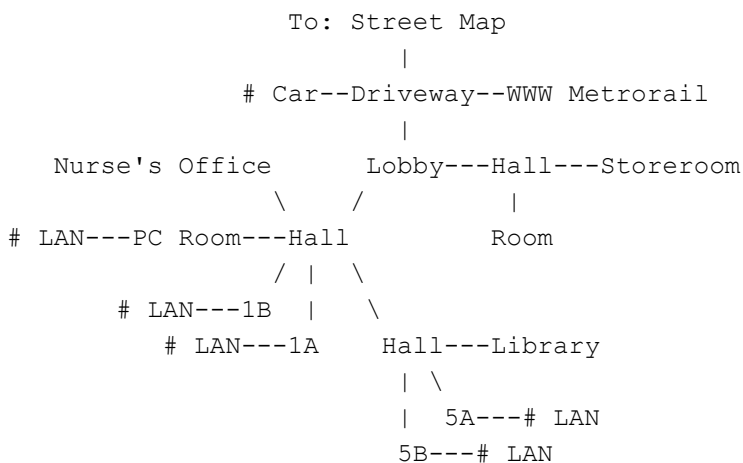 To: Street Map
|
# Car--Driveway--WWW Metrorail
|
Nurse's Office Lobby---Hall---Storeroom
\ / |
# LAN---PC Room---Hall Room
/ | \
# LAN---1B | \
# LAN---1A Hall---Library
| \
| 5A---# LAN
5B---# LAN